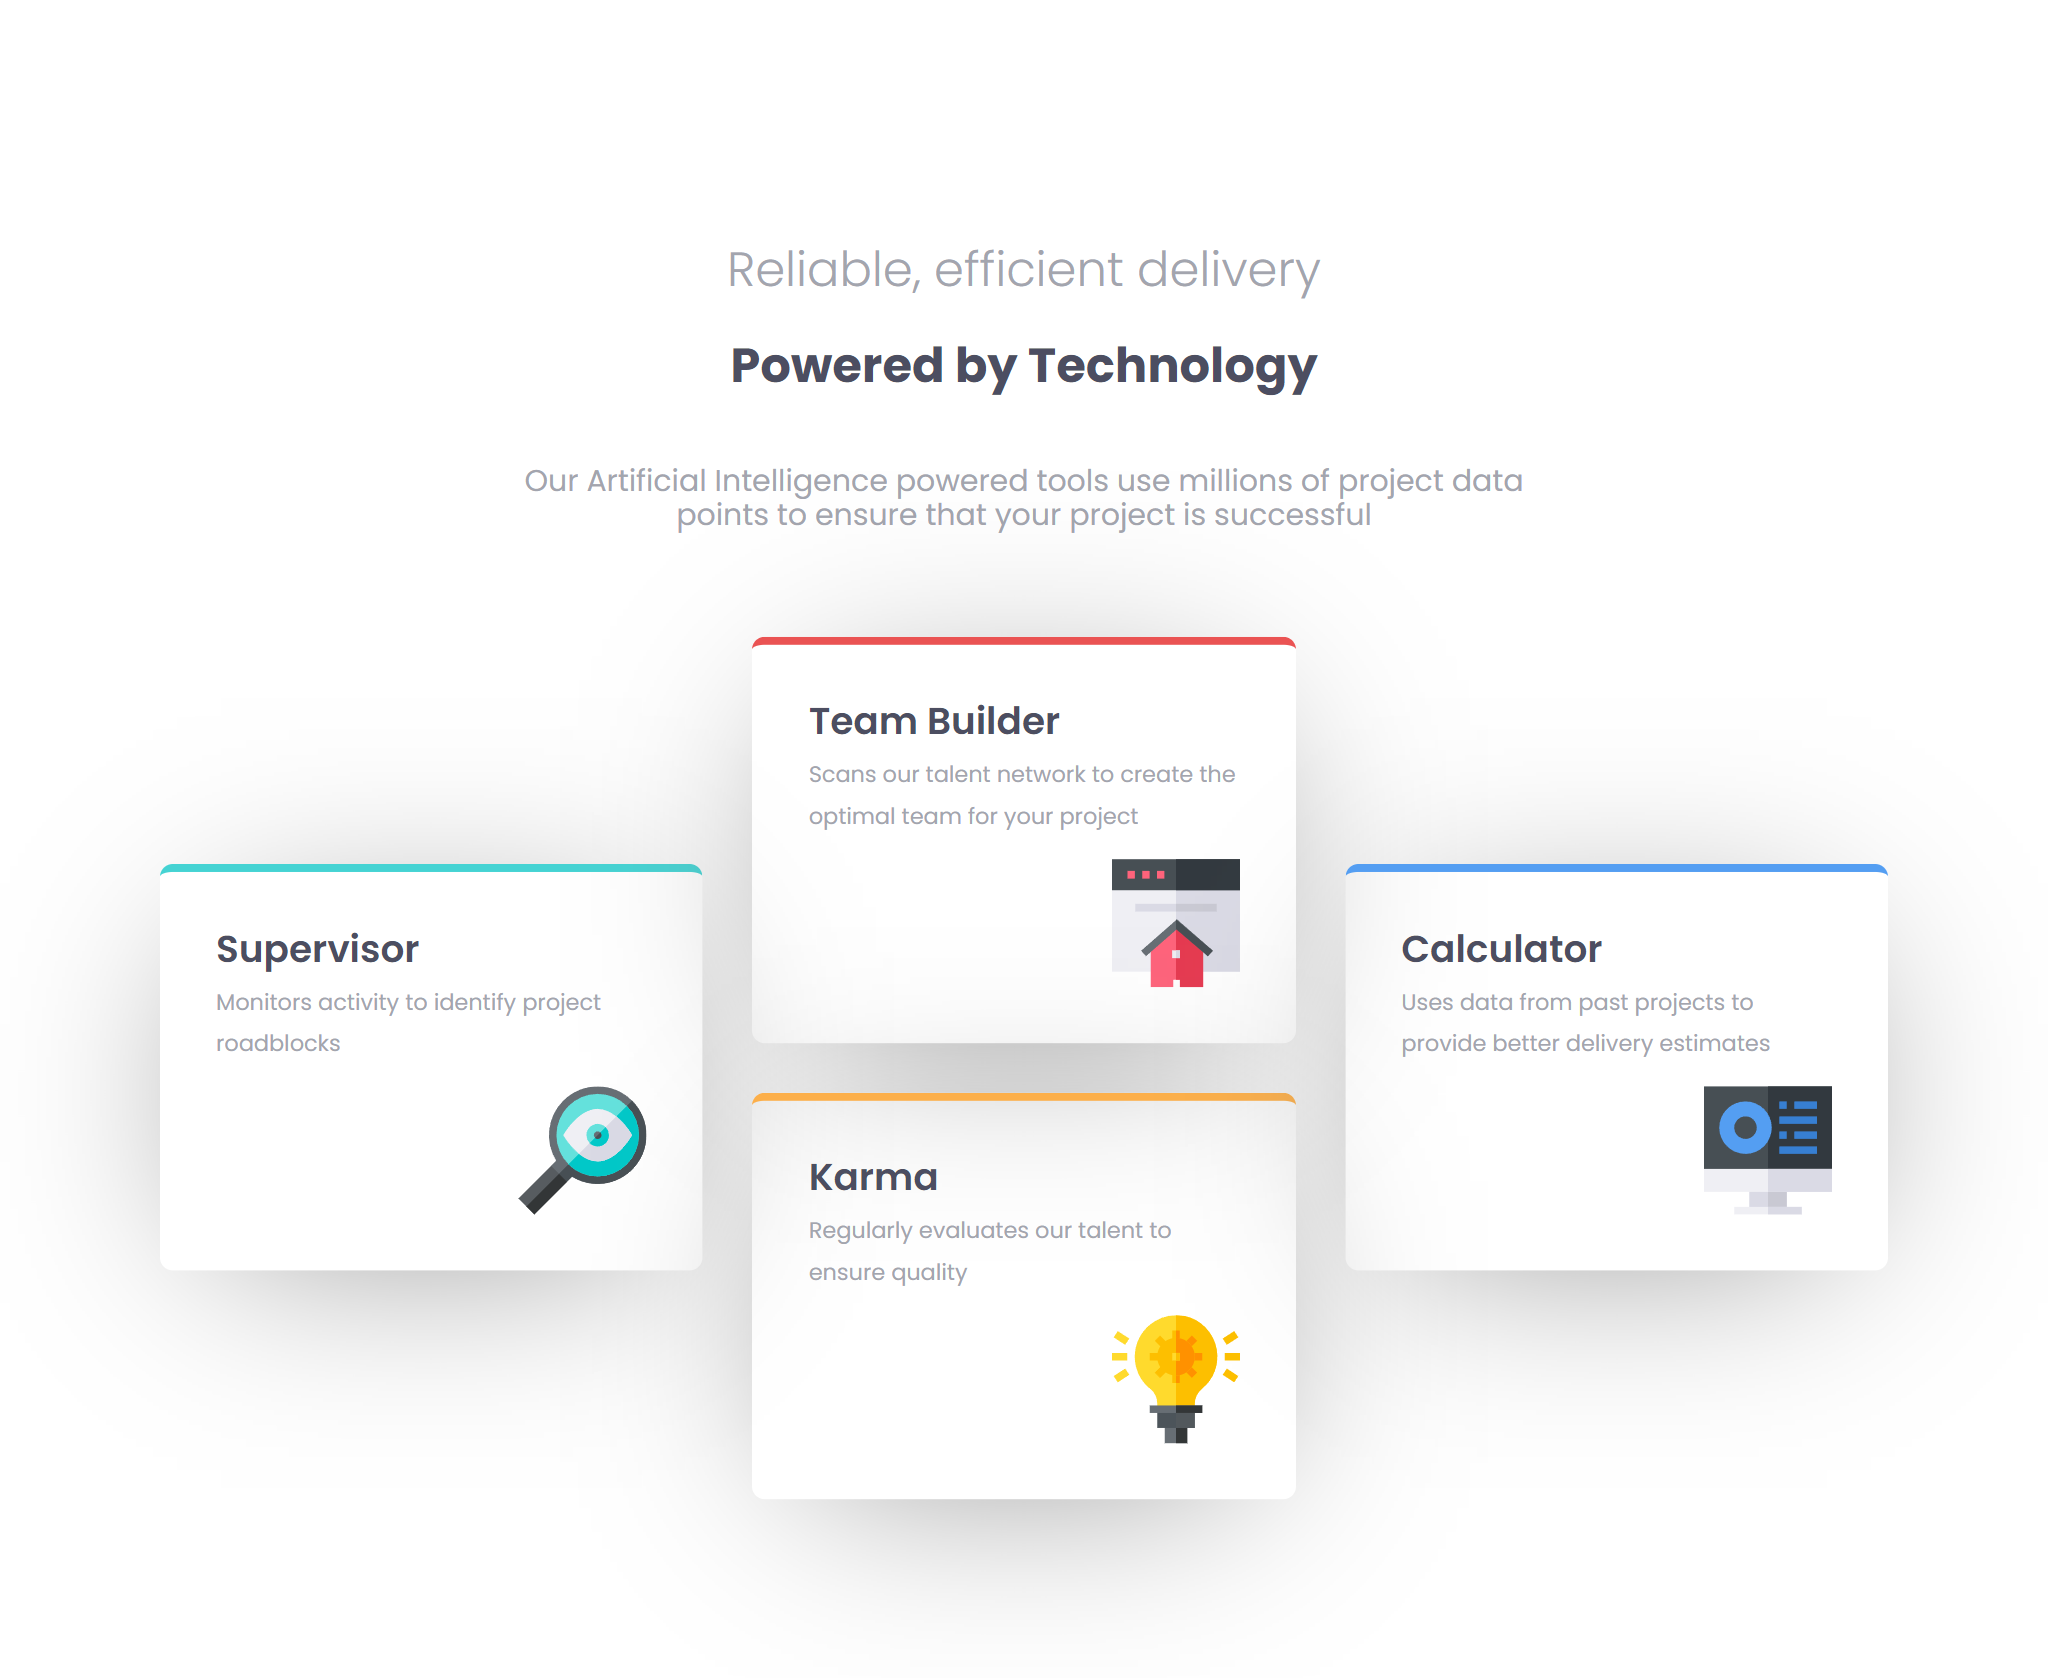 Reliable, efficient delivery
Powered by Technology
Our Artificial Intelligence powered tools use millions of project data
points to ensure that your project is successful
Supervisor
Monitors activity to identify project
roadblocks
Team Builder
Scans our talent network to create the
optimal team for your project
Karma
Regularly evaluates our talent to
ensure quality
Calculator
Uses data from past projects to
provide better delivery estimates